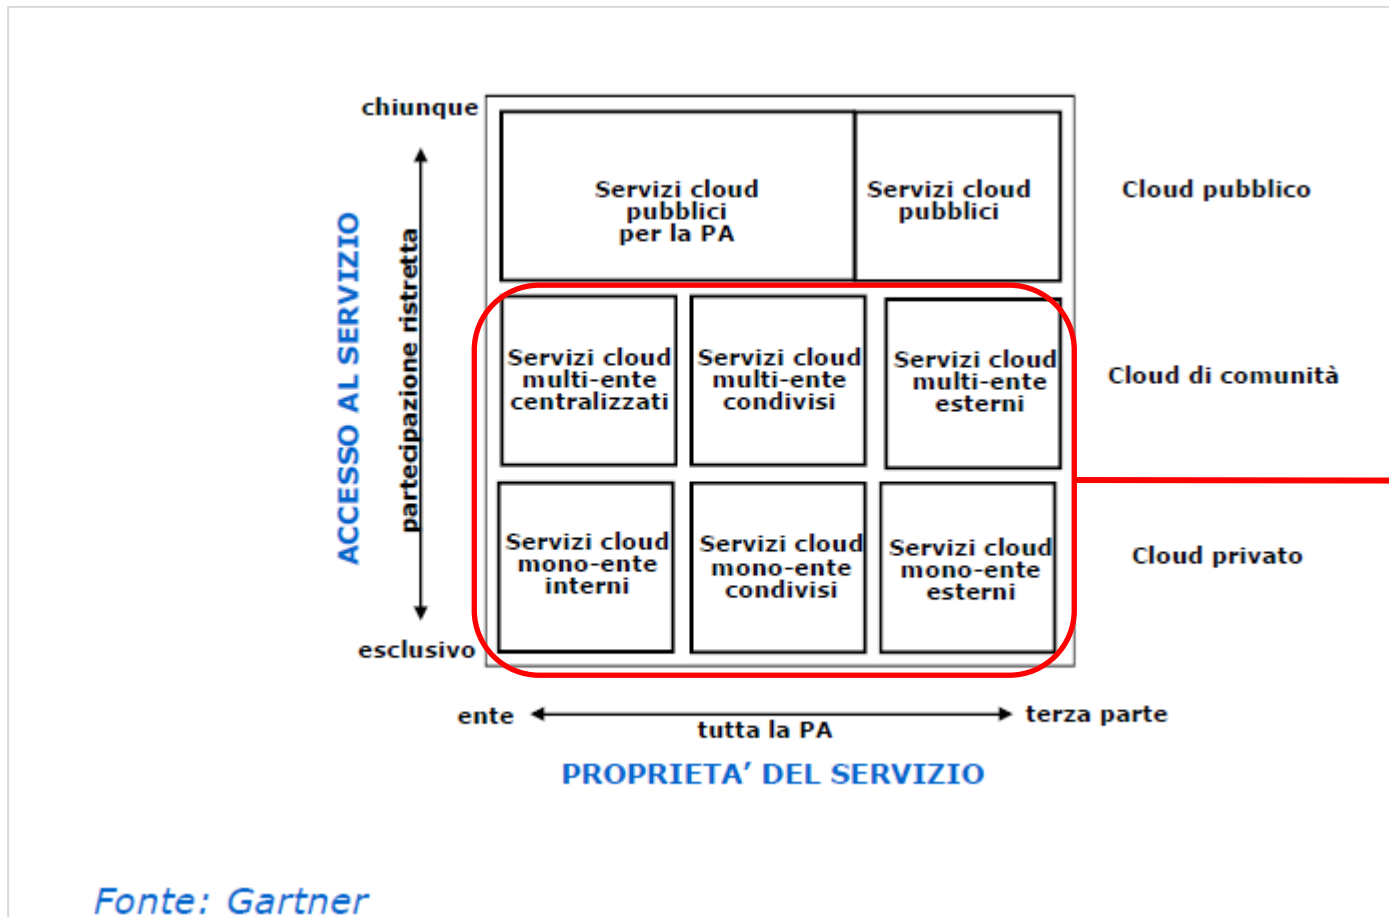 chiunque
Servizi cloud
pubblici
per la PA
Servizi cloud
pubblici
Cloud pubblico
ACCESSO AL SERVIZIO
partecipazione ristretta
Servizi cloud
multi-ente
centralizzati
Servizi cloud
multi-ente
condivisi
Servizi cloud
multi-ente
esterni
Cloud di comunità
Servizi cloud
mono-ente
interni
Servizi cloud
mono-ente
condivisi
Servizi cloud
mono-ente
esterni
Cloud privato
esclusivo
ente
tutta la PA
terza parte
PROPRIETA’ DEL SERVIZIO
Fonte: Gartner